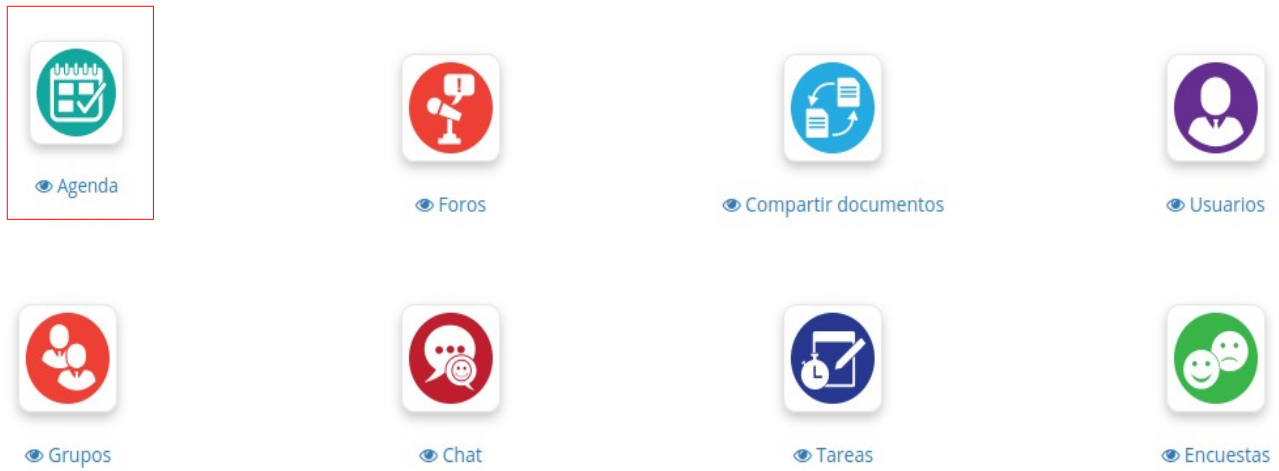 Agenda
Foros
Compartir documentos
Usuarios
Grupos
Chat
Tareas
Encuestas